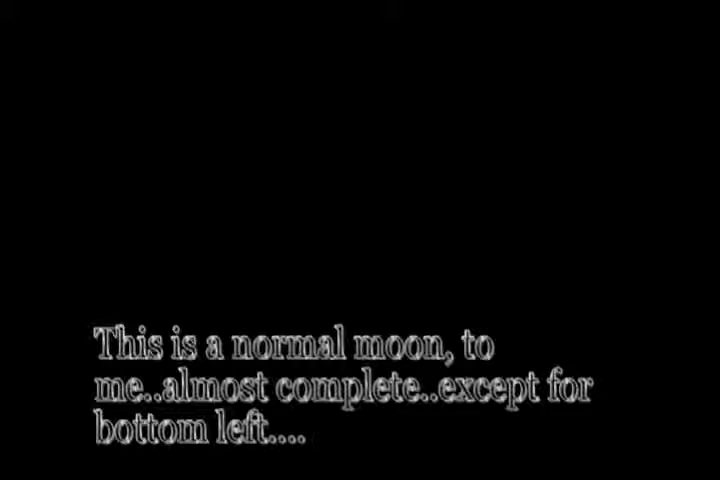 This is a normal moon, to
me..almost complete..except for
bottom left....